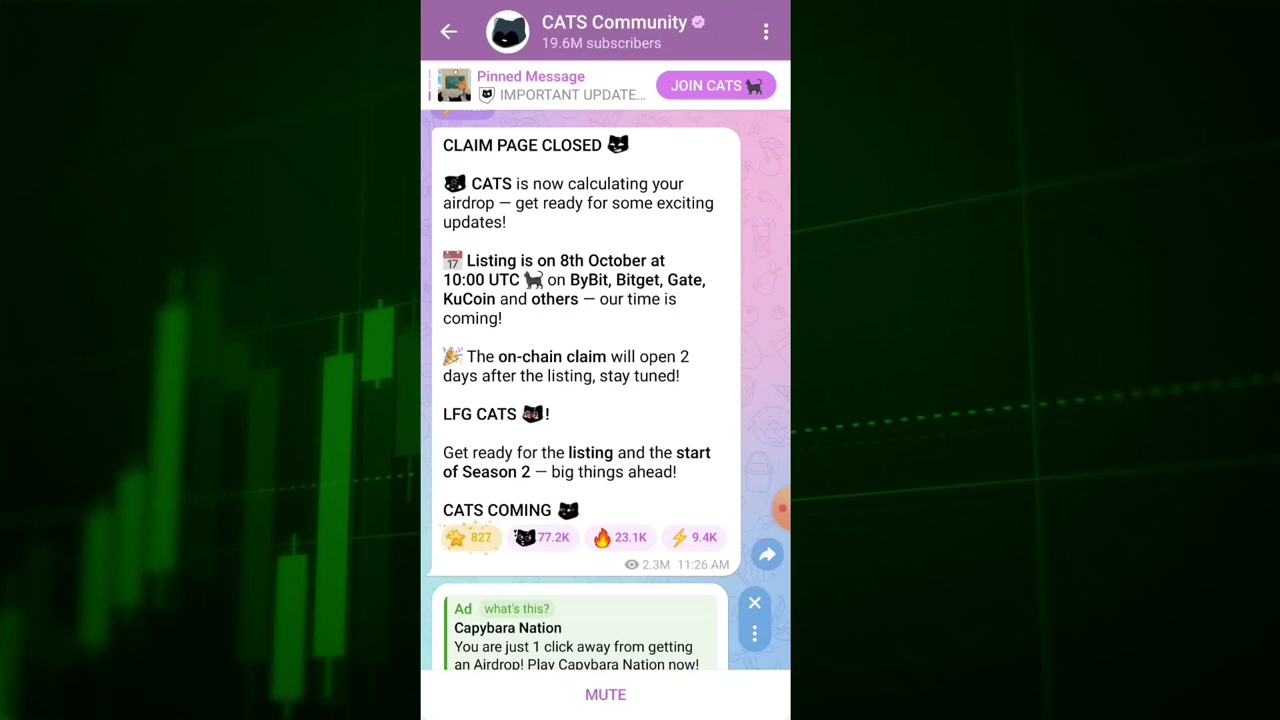 CATS Community
19.6M subscribers
Pinned Message
IMPORTANT UPDATE...
JOIN CATS
CLAIM PAGE CLOSED
CATS is now calculating your
airdrop — get ready for some exciting
updates!
17 Listing is on 8th October at
10:00 UTC on ByBit, Bitget, Gate,
KuCoin and others — our time is
coming!
The on-chain claim will open 2
days after the listing, stay tuned!
LFG CATS !
Get ready for the listing and the start
of Season 2 — big things ahead!
CATS COMING
827 77.2K 23.1K 9.4K
2.3M 11:26 AM
Ad what's this?
Capybara Nation
You are just 1 click away from getting
an Airdrop! Play Capybara Nation now!
MUTE